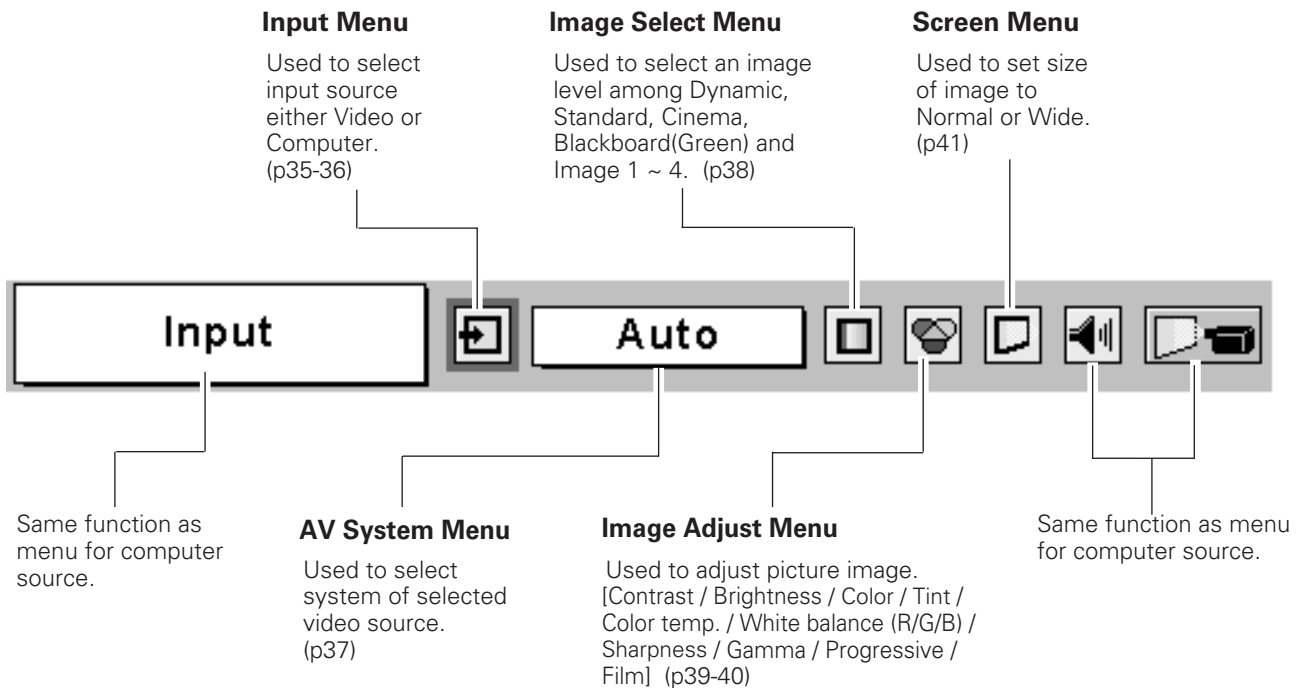 Input Menu
Used to select
input source
either Video or
Computer.
(p35-36)
Image Select Menu
Used to select an image
level among Dynamic,
Standard, Cinema,
Blackboard(Green) and
Image 1 ~ 4.  (p38)
Screen Menu
Used to set size
of image to
Normal or Wide.
(p41)
Input
Auto
Same function as
menu for computer
source.
AV System Menu
Used to select
system of selected
video source.
(p37)
Image Adjust Menu
Used to adjust picture image.
[Contrast / Brightness / Color / Tint /
Color temp. / White balance (R/G/B) /
Sharpness / Gamma / Progressive /
Film]  (p39-40)
Same function as menu
for computer source.